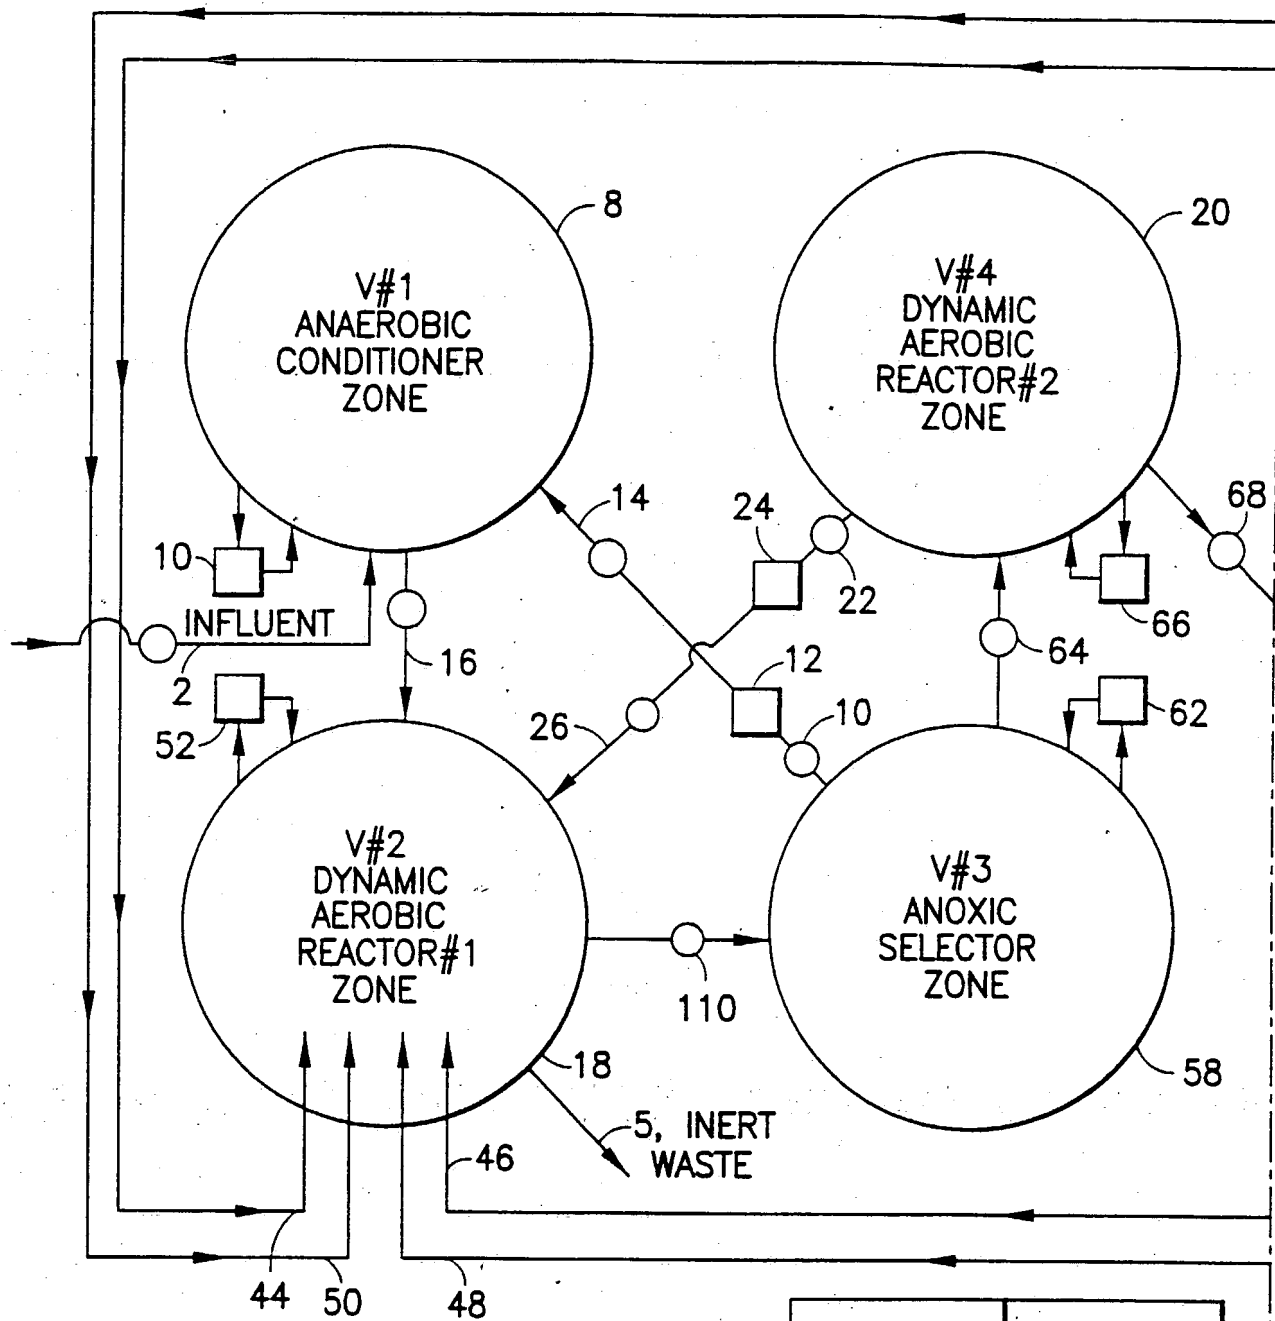 8
20
V#1
ANAEROBIC
CONDITIONER
ZONE
V#4
DYNAMIC
AEROBIC
REACTOR#2
ZONE
14
24
68
10
22
INFLUENT
66
2
16
12
64
52
26
10
62
V#2
DYNAMIC
AEROBIC
REACTOR#1
ZONE
V#3
ANOXIC
SELECTOR
ZONE
110
18
58
5, INERT
WASTE
46
44
50
48